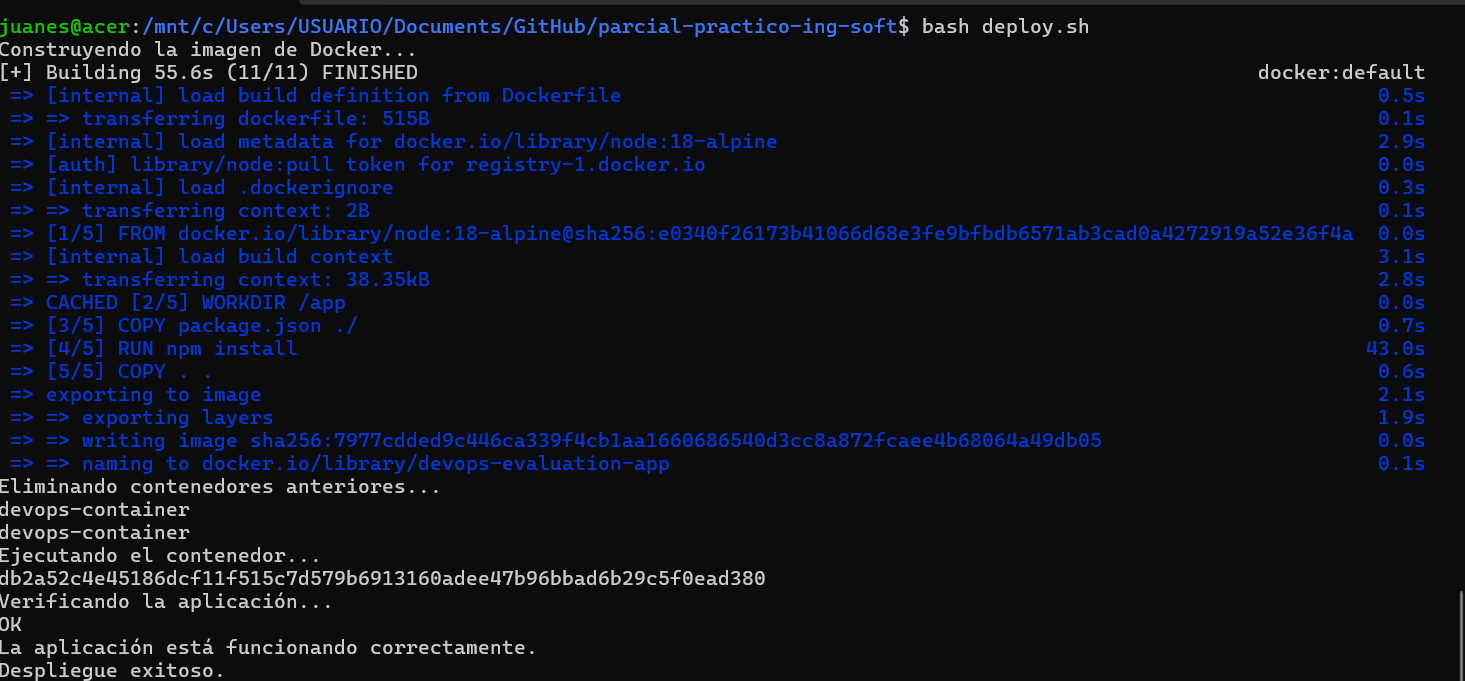 juanes@acer:/mnt/c/Users/USUARIO/Documents/GitHub/parcial-practico-ing-soft$ bash deploy.sh
Construyendo la imagen de Docker...
[+] Building 55.6s (11/11) FINISHED docker:default
=> [internal] load build definition from Dockerfile 0.5s
=> => transferring dockerfile: 515B 0.1s
=> [internal] load metadata for docker.io/library/node:18-alpine 2.9s
=> [auth] library/node:pull token for registry-1.docker.io 0.0s
=> [internal] load .dockerignore 0.3s
=> => transferring context: 2B 0.1s
=> [1/5] FROM docker.io/library/node:18-alpine@sha256:e0340f26173b41066d68e3fe9bfbdb6571ab3cad0a4272919a52e36f4a 0.0s
=> [internal] load build context 3.1s
=> => transferring context: 38.35kB 2.8s
=> CACHED [2/5] WORKDIR /app 0.0s
=> [3/5] COPY package.json ./ 0.7s
=> [4/5] RUN npm install 43.0s
=> [5/5] COPY . . 0.6s
=> exporting to image 2.1s
=> => exporting layers 1.9s
=> => writing image sha256:7977cdded9c446ca339f4cb1aa1660686540d3cc8a872fcaee4b68064a49db05 0.0s
=> => naming to docker.io/library/devops-evaluation-app 0.1s
Eliminando contenedores anteriores...
devops-container
devops-container
Ejecutando el contenedor...
db2a52c4e45186dcf11f515c7d579b6913160adee47b96bbad6b29c5f0ead380
Verificando la aplicación...
OK
La aplicación está funcionando correctamente.
Despliegue exitoso.